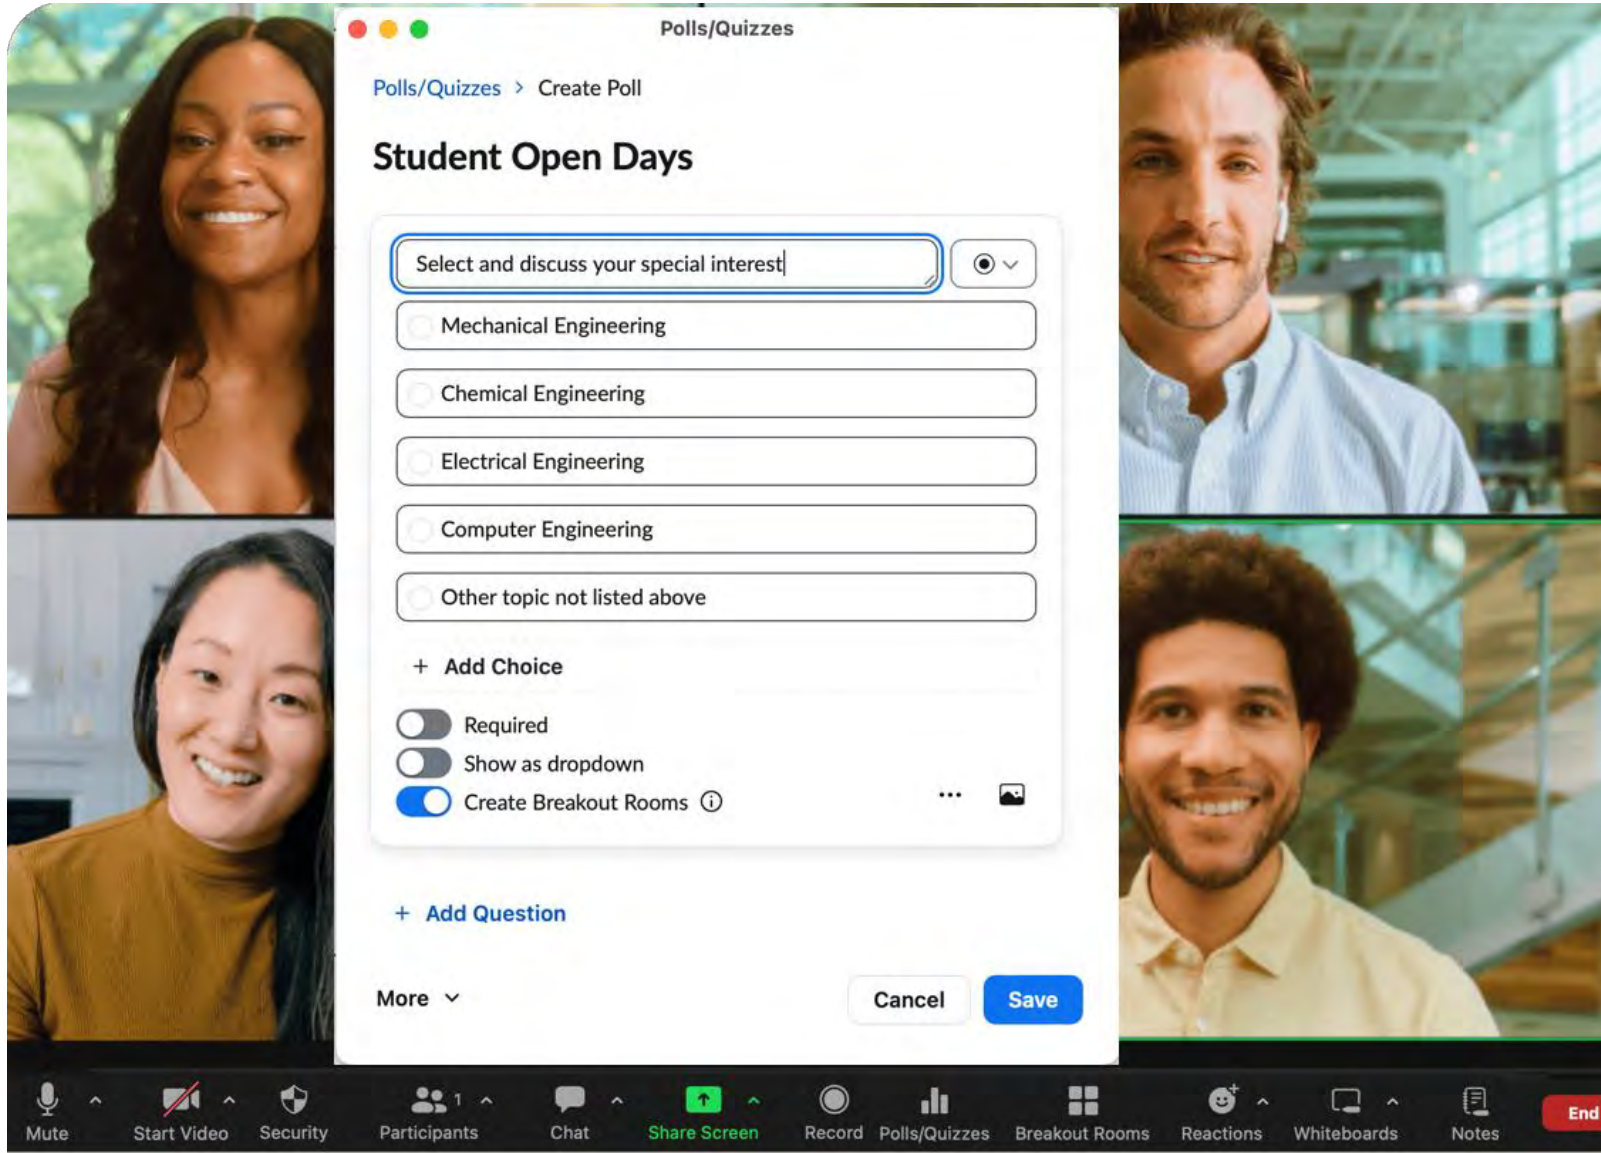 Polls/Quizzes
Polls/Quizzes > Create Poll
Student Open Days
Select and discuss your special interest
Mechanical Engineering
Chemical Engineering
Electrical Engineering
Computer Engineering
Other topic not listed above
+ Add Choice
Required
Show as dropdown
Create Breakout Rooms
+ Add Question
More
Cancel
Save
1
Mute
Start Video
Security
Participants
Chat
Share Screen
Record
Polls/Quizzes
Breakout Rooms
Reactions
Whiteboards
Notes
End